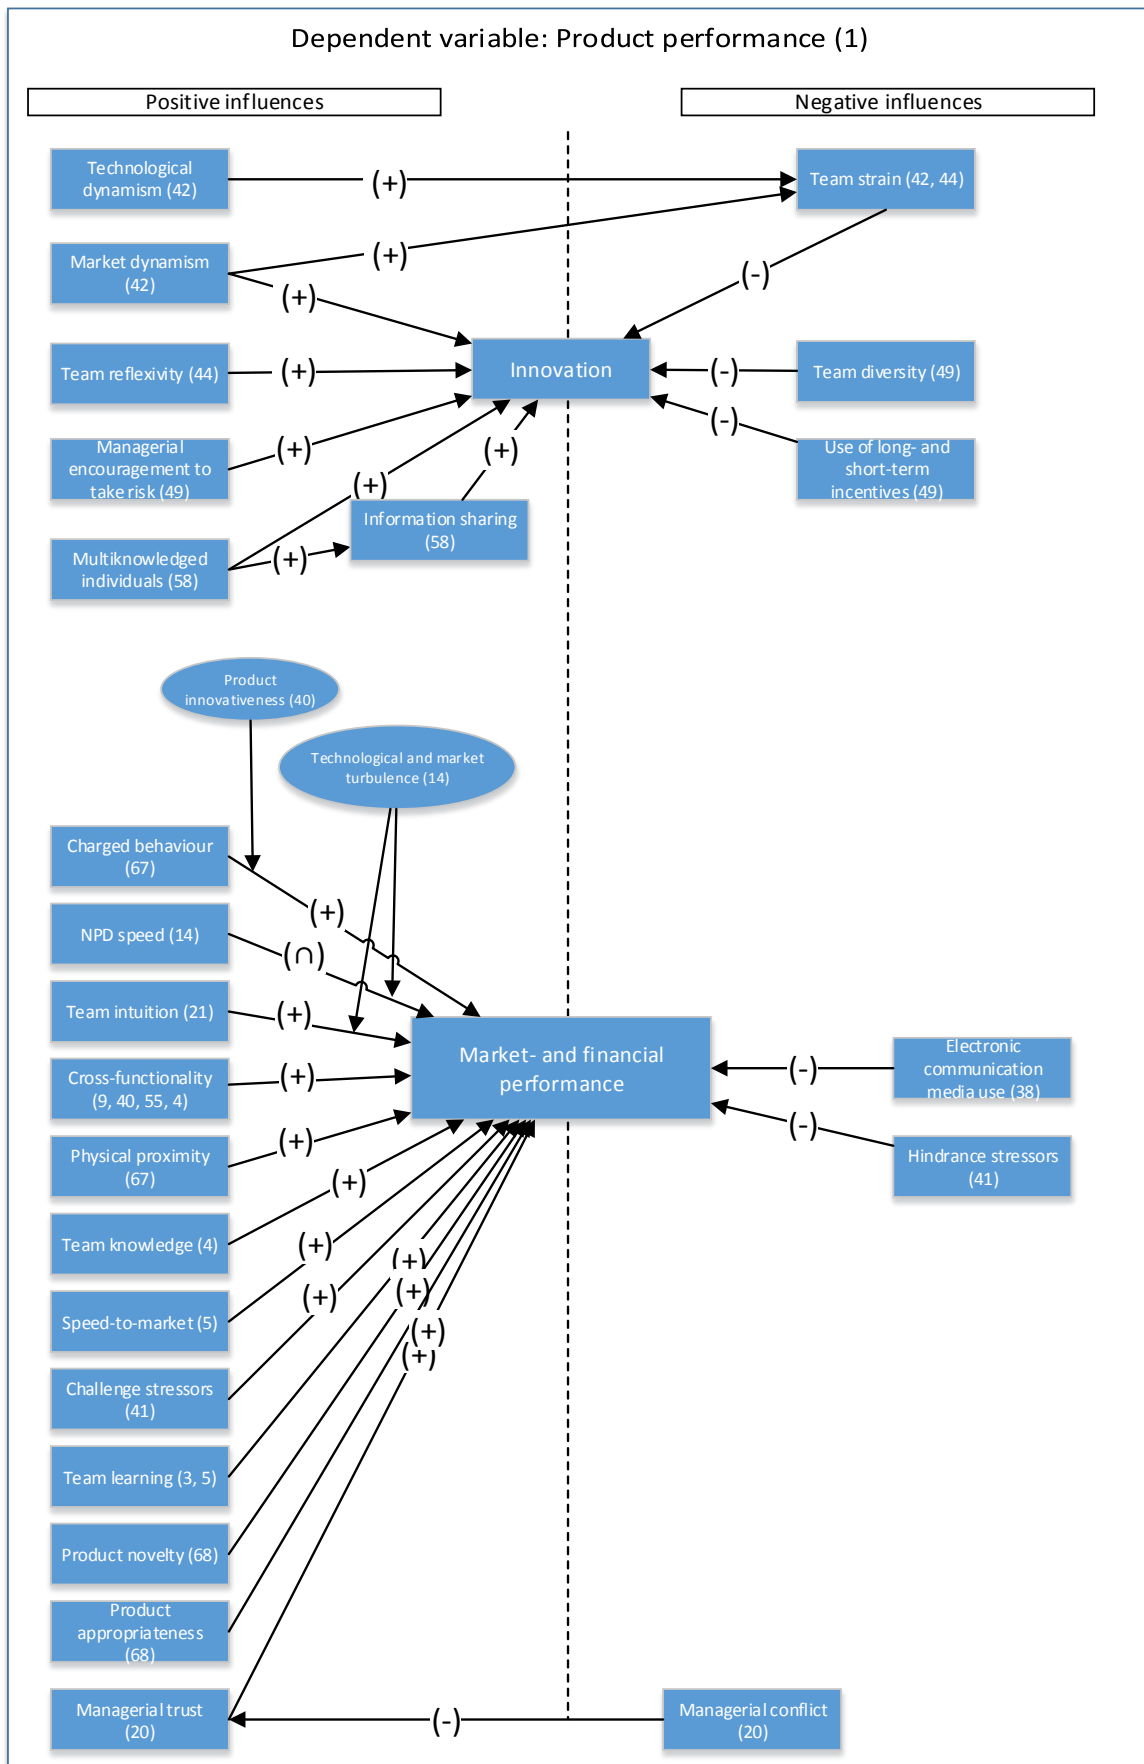 Dependent variable: Product performance (1)
Positive influences
Negative influences
Technological
dynamism (42)
(+)
Team strain (42, 44)
Market dynamism
(42)
(+)
(+)
(-)
Team reflexivity (44)
(+)
Innovation
(-)
Team diversity (49)
Managerial
encouragement to
take risk (49)
(+)
(+)
(-)
Use of long- and
short-term
incentives (49)
(+)
Information sharing
(58)
Multiknowledged
individuals (58)
(+)
Product
innovativeness (40)
Technological and market
turbulence (14)
Charged behaviour
(67)
(+)
NPD speed (14)
(∩)
Team intuition (21)
(+)
Cross-functionality
(9, 40, 55, 4)
(+)
Market- and financial
performance
(-)
Electronic
communication
media use (38)
Physical proximity
(67)
(+)
(-)
Hindrance stressors
(41)
Team knowledge (4)
(+)
Speed-to-market (5)
(+)
(+)
(+)
(+)
(+)
(+)
Challenge stressors
(41)
Team learning (3, 5)
Product novelty (68)
Product
appropriateness
(68)
Managerial trust
(20)
(-)
Managerial conflict
(20)